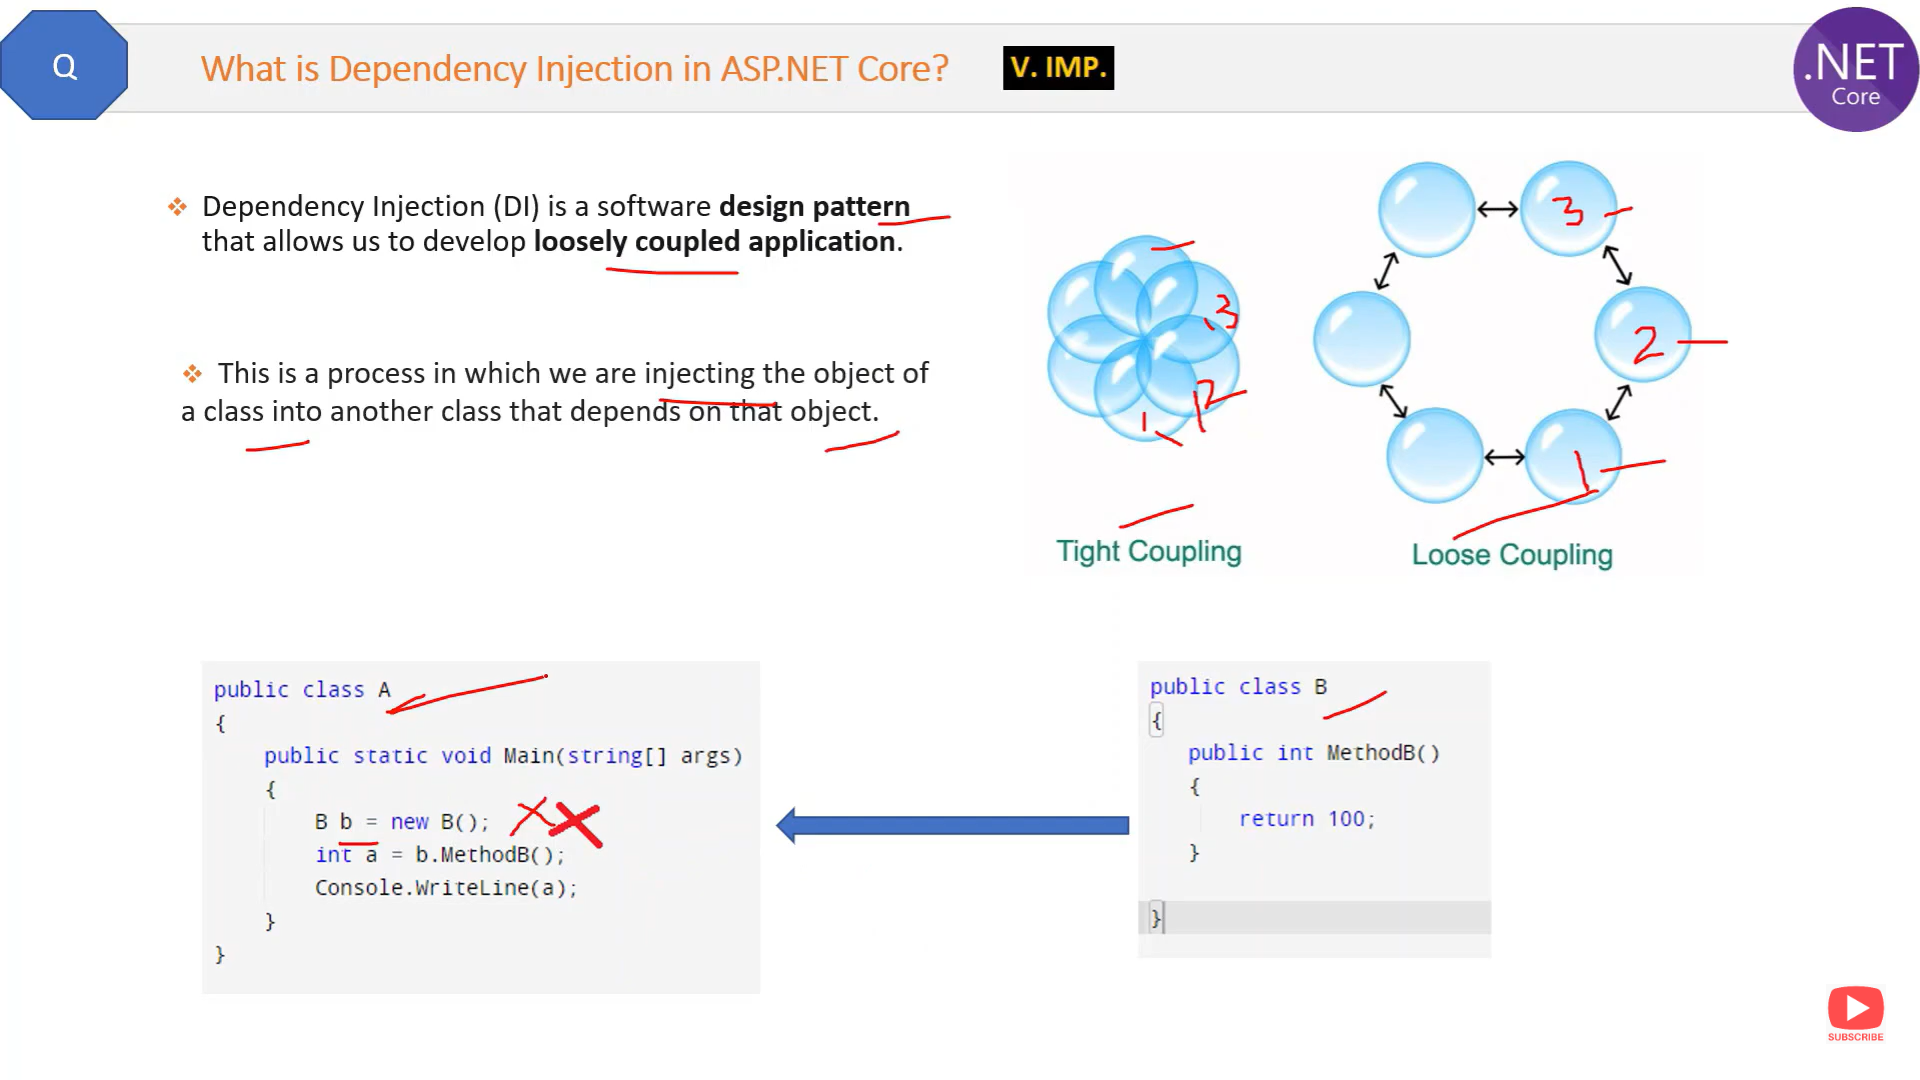 Q
What is Dependency Injection in ASP.NET Core?
V. IMP.
.NET
Core
Dependency Injection (DI) is a software design pattern
that allows us to develop loosely coupled application.
This is a process in which we are injecting the object of
a class into another class that depends on that object.
3
2
1
3
2
1
Tight Coupling
Loose Coupling
public class A
{
public static void Main(string[] args)
{
B b = new B();
int a = b.MethodB();
Console.WriteLine(a);
}
}
public class B
{
public int MethodB()
{
return 100;
}
}
SUBSCRIBE